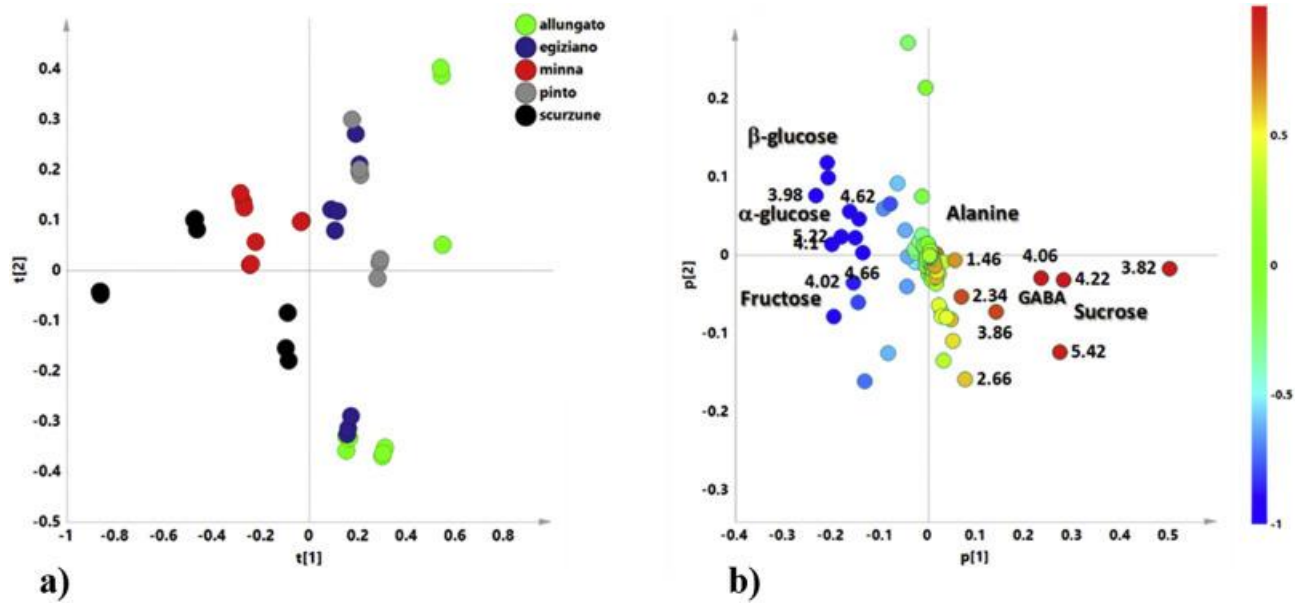 allungato
egiziano
minna
pinto
scurzune
0.4
0.3
0.2
0.1
0
-0.1
-0.2
-0.3
-0.4
-0.5
t[2]
-1 -0.8 -0.6 -0.4 -0.2 0 0.2 0.4 0.6 0.8
t[1]
a)
0.2
0.1
0
-0.1
-0.2
-0.3
p[2]
β-glucose
3.98 4.62
α-glucose Alanine
5.22
4.1
1.46 4.06 3.82
4.02 4.66 4.22
Fructose 2.34 GABA
3.86 Sucrose
5.42
2.66
-0.4 -0.3 -0.2 -0.1 0 0.1 0.2 0.3 0.4 0.5 0.6
p[1]
b)
0.5
0
-0.5
-1